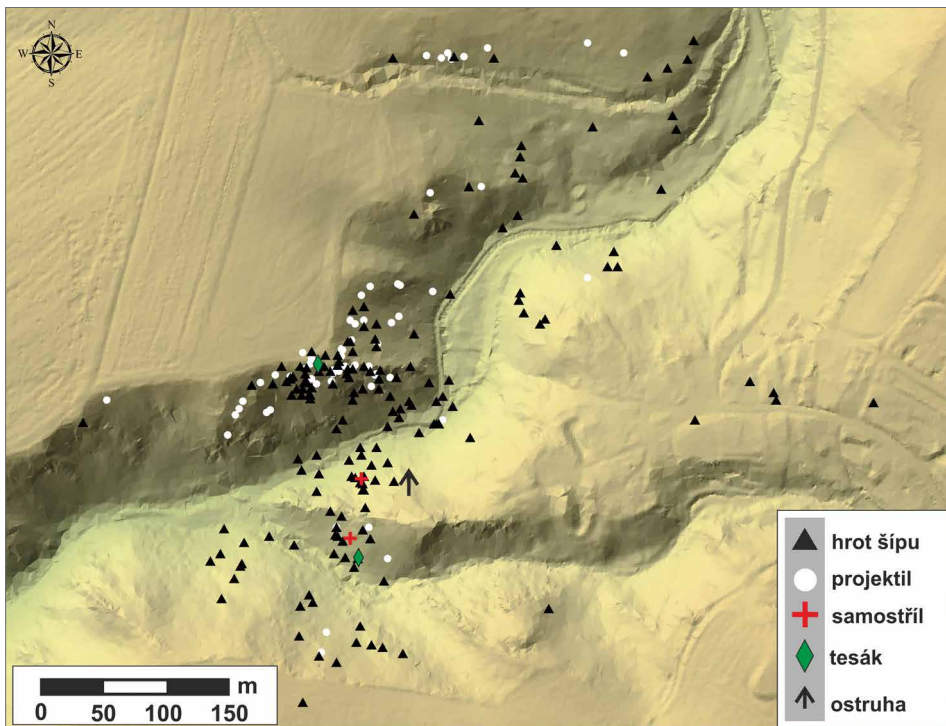 N
W E
S
hrot šípu
projektil
samostříl
tesák
ostruha
m
0 50 100 150